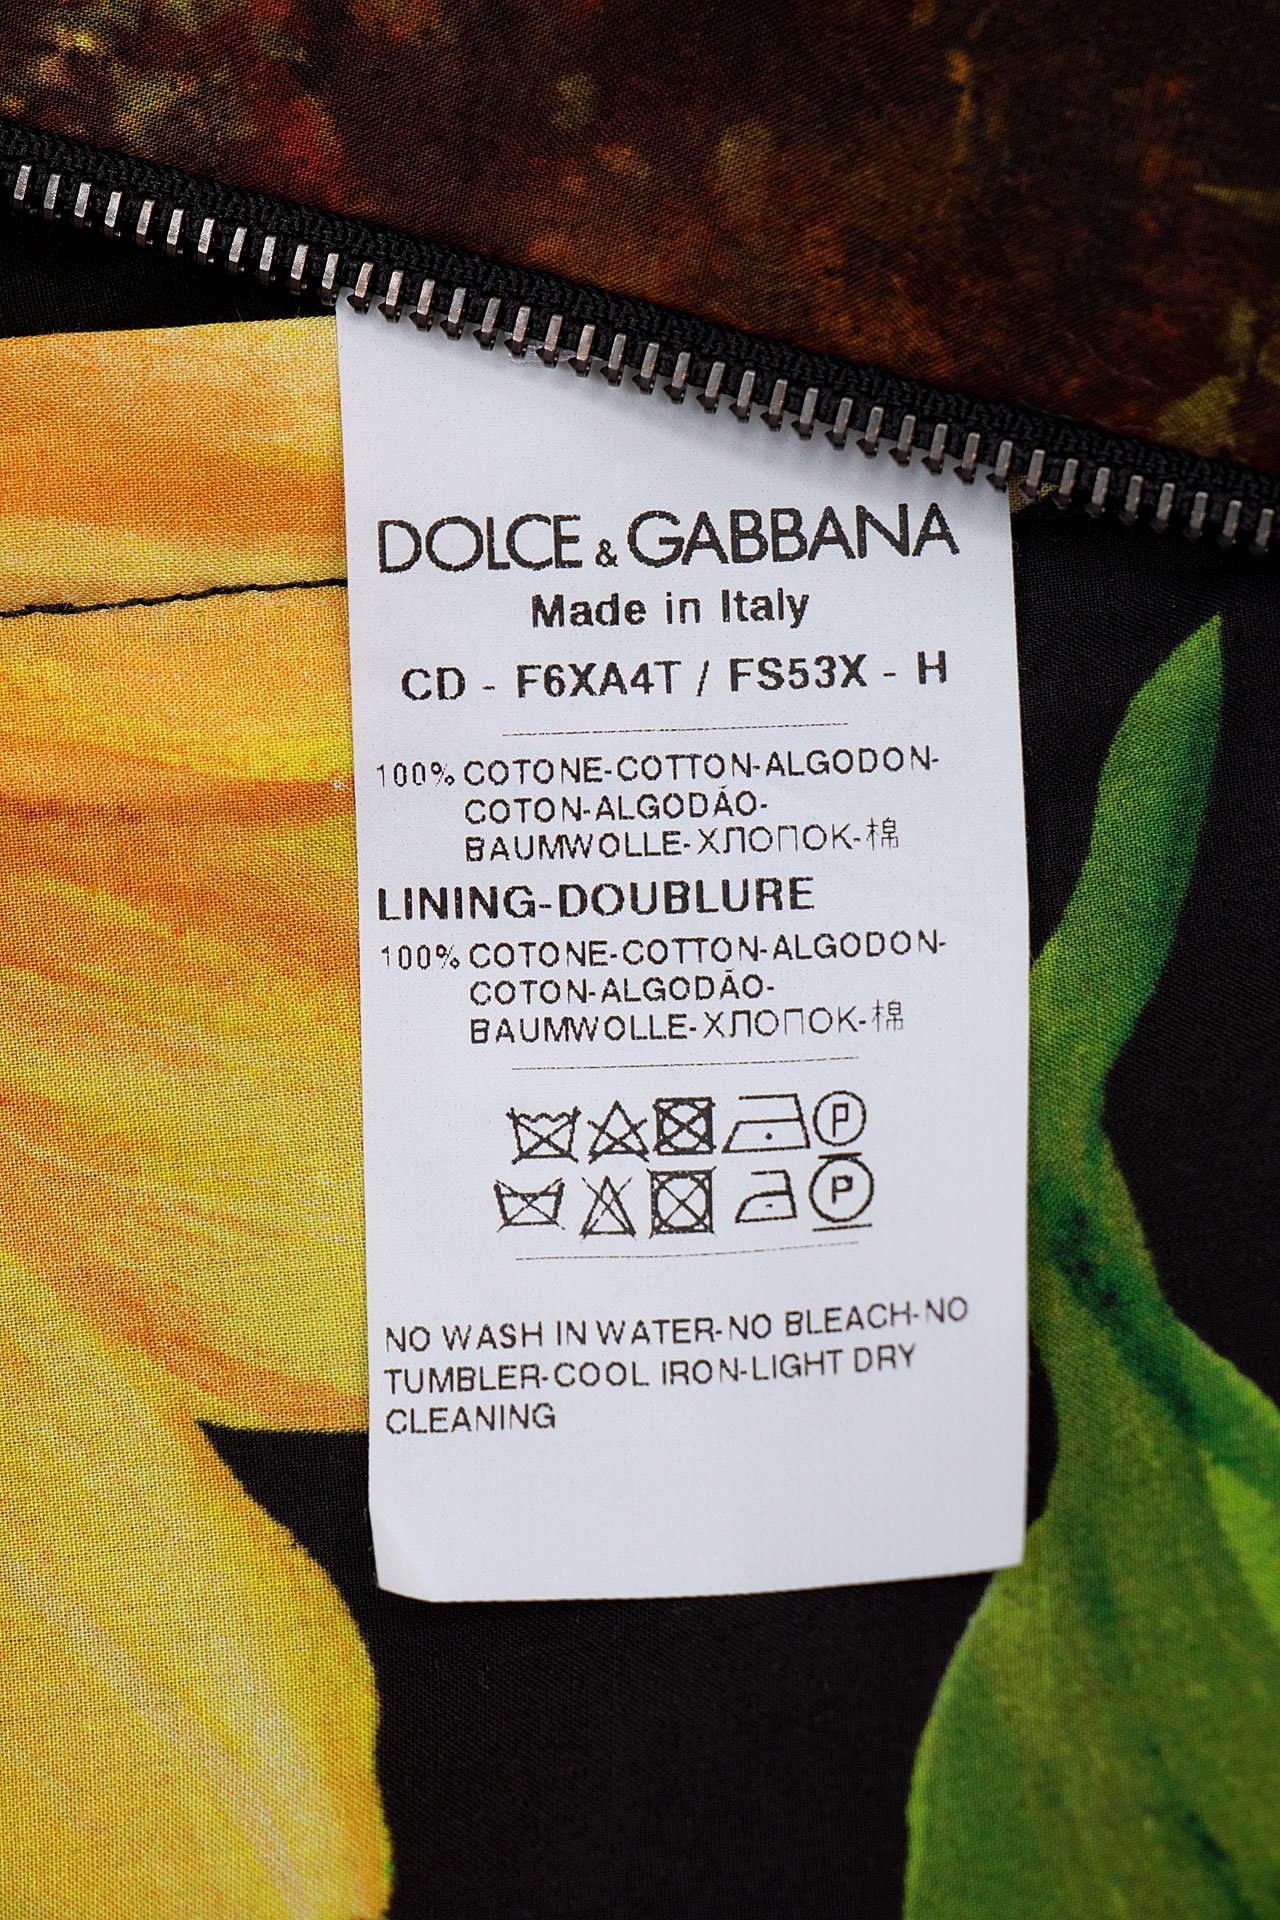 DOLCE & GABBANA
Made in Italy
CD - F6XA4T / FS53X - H
100% COTONE-COTTON-ALGODON-
COTON-ALGODÃO-
BAUMWOLLE-ХЛОПОК-棉
LINING-DOUBLURE
100% COTONE-COTTON-ALGODON-
COTON-ALGODÃO-
BAUMWOLLE-ХЛОПОК-棉
P
P
NO WASH IN WATER-NO BLEACH-NO
TUMBLER-COOL IRON-LIGHT DRY
CLEANING